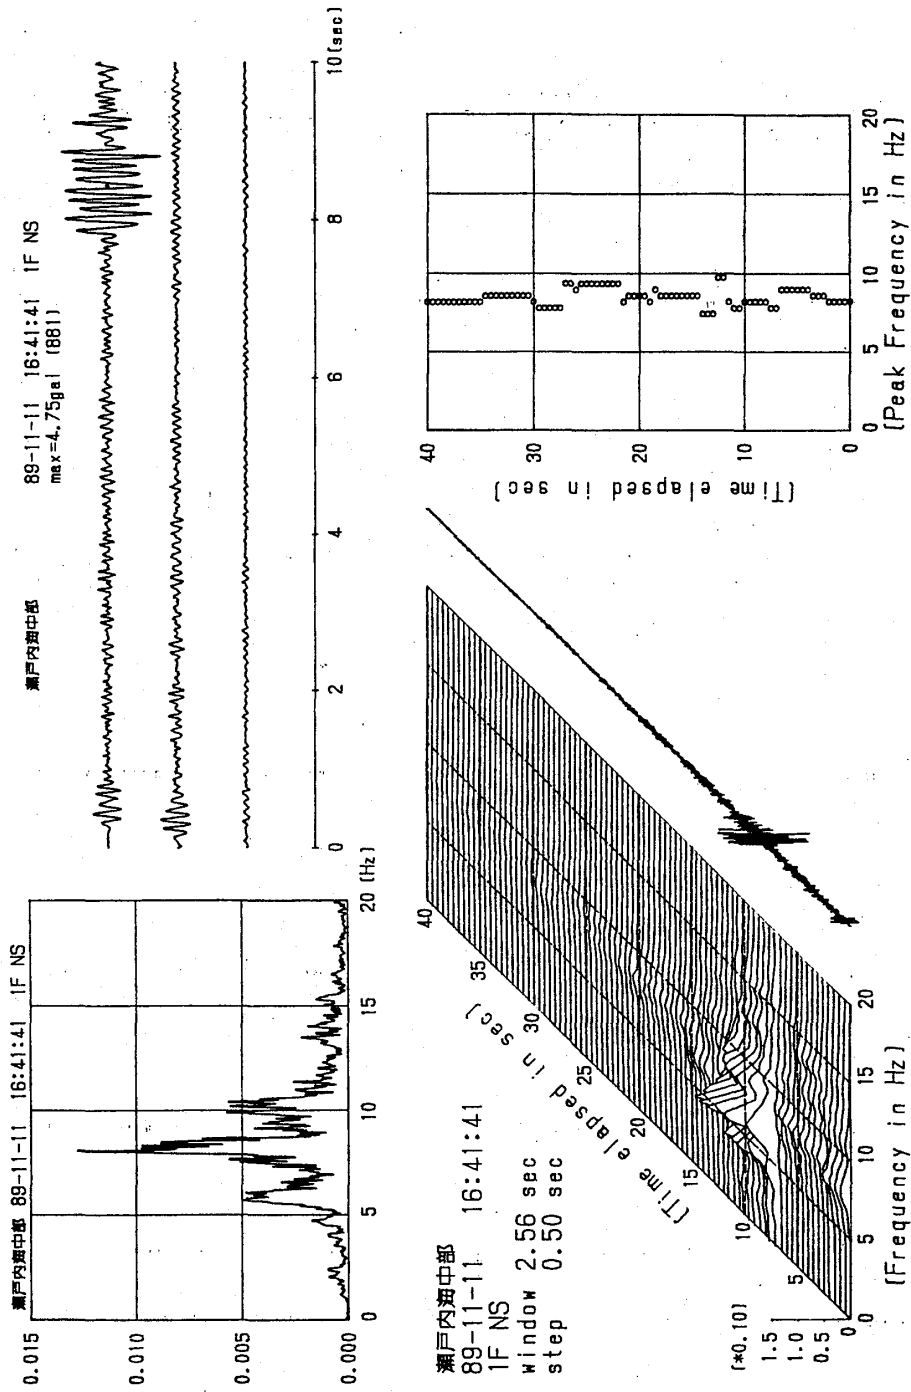 瀬戸内海中部 89-11-11 16:41:41 1F NS
0.015
0.010
0.005
0.000
0 5 10 15 20 [Hz]
瀬戸内海中部 89-11-11 16:41:41 1F NS
max=4.75gal (881)
0 2 4 6 8 10[sec]
瀬戸内海中部
89-11-11 16:41:41
1F NS
window 2.56 sec
step 0.50 sec
[*0.10]
1.5
1.0
0.5
0
0 5 10 15 20
[Frequency in Hz]
5 10 15 20 25 30 35 40
[Time elapsed in sec]
40
30
20
10
0
[Time elapsed in sec]
0 5 10 15 20
[Peak Frequency in Hz]